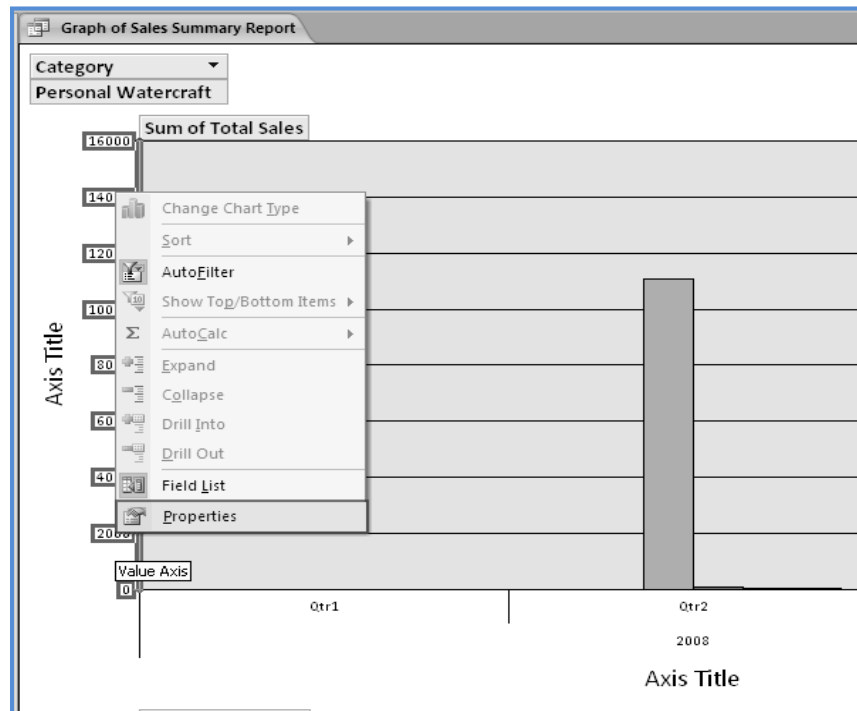 Graph of Sales Summary Report
Category
Personal Watercraft
Sum of Total Sales
16000
140
120
100
80
60
40
2000
0
Axis Title
Change Chart Type
Sort
AutoFilter
Show Top/Bottom Items
AutoCalc
Expand
Collapse
Drill Into
Drill Out
Field List
Properties
Value Axis
Qtr1
Qtr2
2008
Axis Title